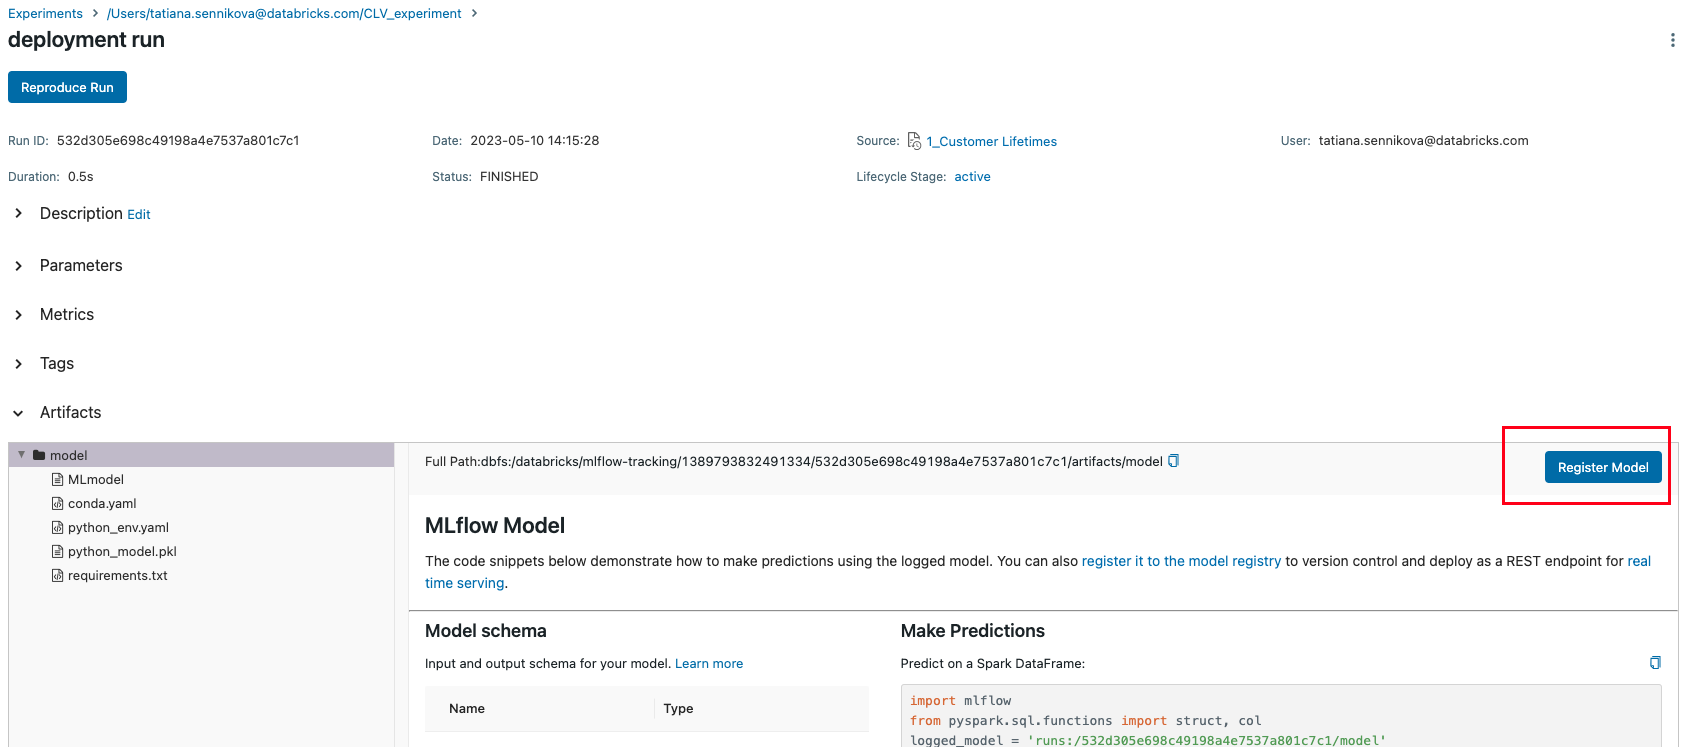 Experiments > /Users/tatiana.sennikova@databricks.com/CLV_experiment >
deployment run
Reproduce Run
Run ID: 532d305e698c49198a4e7537a801c7c1 Date: 2023-05-10 14:15:28 Source: 1_Customer Lifetimes User: tatiana.sennikova@databricks.com
Duration: 0.5s Status: FINISHED Lifecycle Stage: active
Description Edit
Parameters
Metrics
Tags
Artifacts
model
MLmodel
conda.yaml
python_env.yaml
python_model.pkl
requirements.txt
Full Path:dbfs:/databricks/mlflow-tracking/1389793832491334/532d305e698c49198a4e7537a801c7c1/artifacts/model
Register Model
MLflow Model
The code snippets below demonstrate how to make predictions using the logged model. You can also register it to the model registry to version control and deploy as a REST endpoint for real
time serving.
Model schema
Input and output schema for your model. Learn more
Name Type
Make Predictions
Predict on a Spark DataFrame:
import mlflow
from pyspark.sql.functions import struct, col
logged_model = 'runs:/532d305e698c49198a4e7537a801c7c1/model'